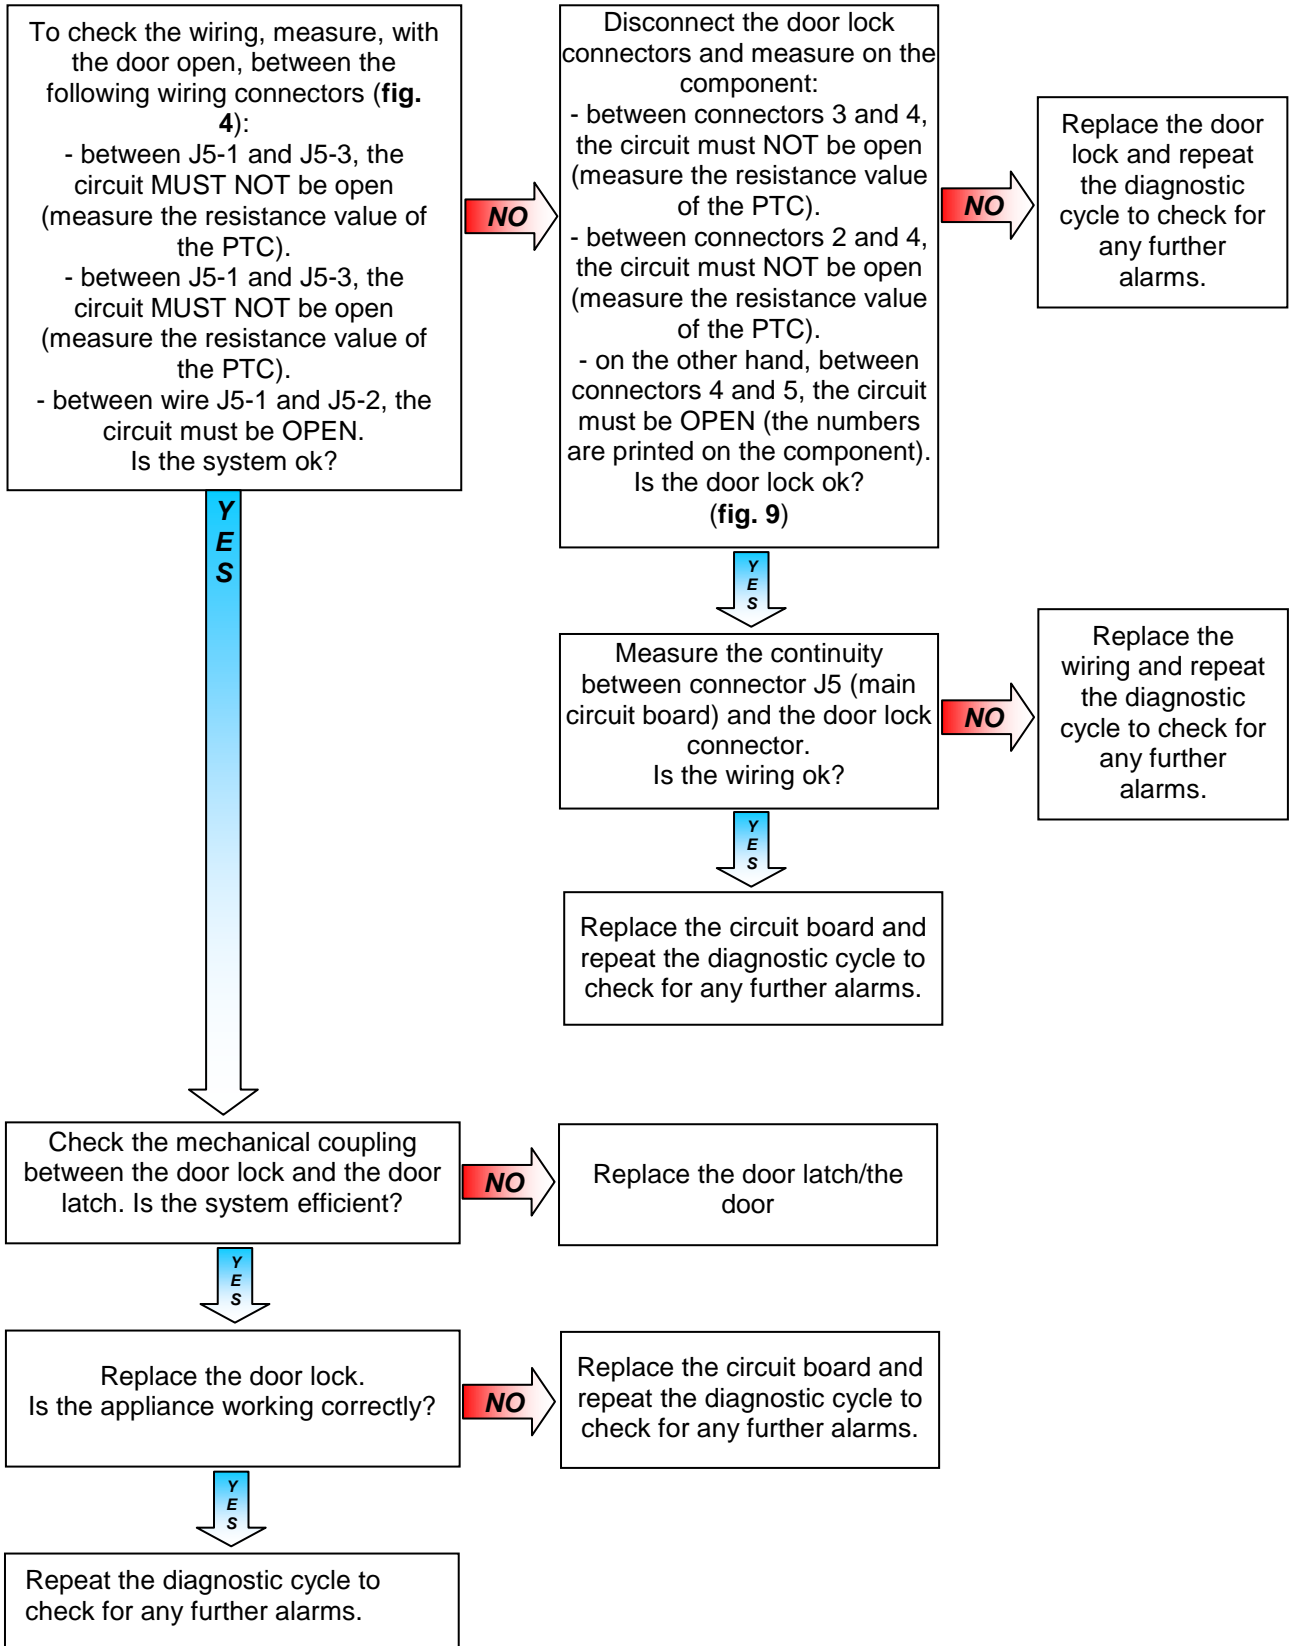 To check the wiring, measure, with
the door open, between the
following wiring connectors (fig.
4):
- between J5-1 and J5-3, the
circuit MUST NOT be open
(measure the resistance value of
the PTC).
- between J5-1 and J5-3, the
circuit MUST NOT be open
(measure the resistance value of
the PTC).
- between wire J5-1 and J5-2, the
circuit must be OPEN.
Is the system ok?
NO
Disconnect the door lock
connectors and measure on the
component:
- between connectors 3 and 4,
the circuit must NOT be open
(measure the resistance value
of the PTC).
- between connectors 2 and 4,
the circuit must NOT be open
(measure the resistance value
of the PTC).
- on the other hand, between
connectors 4 and 5, the circuit
must be OPEN (the numbers
are printed on the component).
Is the door lock ok?
(fig. 9)
NO
Replace the door
lock and repeat
the diagnostic
cycle to check for
any further
alarms.
Y
E
S
Y
E
S
Measure the continuity
between connector J5 (main
circuit board) and the door lock
connector.
Is the wiring ok?
NO
Replace the
wiring and repeat
the diagnostic
cycle to check for
any further
alarms.
Y
E
S
Replace the circuit board and
repeat the diagnostic cycle to
check for any further alarms.
Check the mechanical coupling
between the door lock and the door
latch. Is the system efficient?
NO
Replace the door latch/the
door
Y
E
S
Replace the door lock.
Is the appliance working correctly?
NO
Replace the circuit board and
repeat the diagnostic cycle to
check for any further alarms.
Y
E
S
Repeat the diagnostic cycle to
check for any further alarms.